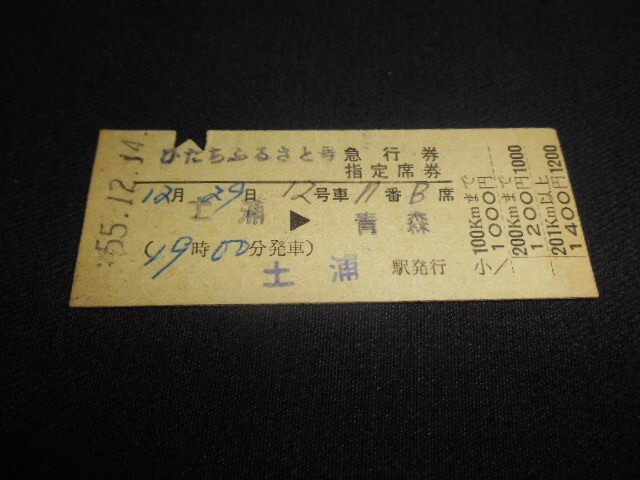 55.12.14
ひたちふるさと号 急行券
指定席券
12月29日 12号車11番B席
土浦 ▶ 青森
(19時00分発車)
土浦 駅発行 小/
100Kmまで 1000円
200Kmまで 1200円 1000
201Km以上 1400円 1200